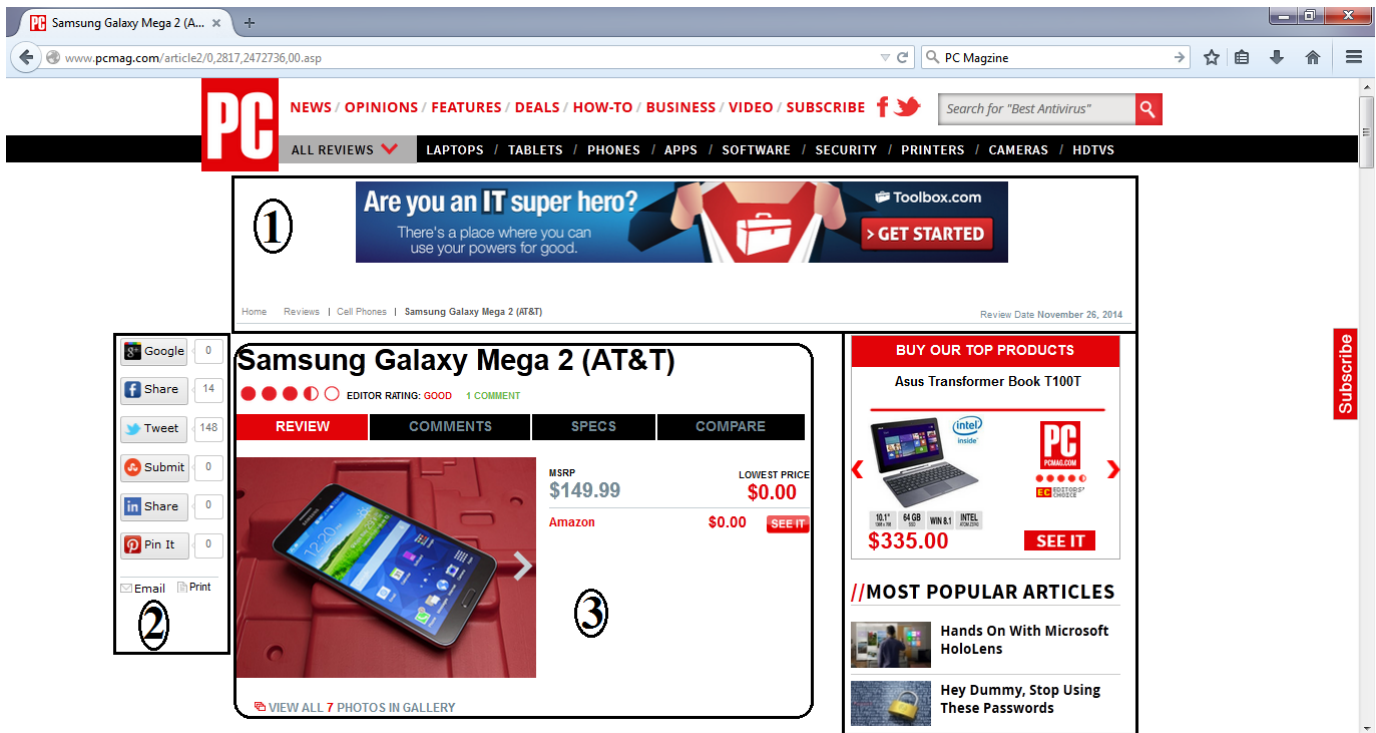 Samsung Galaxy Mega 2 (A...
www.pcmag.com/article2/0,2817,2472736,00.asp
PC Magzine
PC
NEWS / OPINIONS / FEATURES / DEALS / HOW-TO / BUSINESS / VIDEO / SUBSCRIBE
Search for "Best Antivirus"
ALL REVIEWS
LAPTOPS / TABLETS / PHONES / APPS / SOFTWARE / SECURITY / PRINTERS / CAMERAS / HDTVS
1
Are you an IT super hero?
There's a place where you can
use your powers for good.
Toolbox.com
> GET STARTED
Home Reviews | Cell Phones | Samsung Galaxy Mega 2 (AT&T)
Review Date November 26, 2014
Google 0
Share 14
Tweet 148
Submit 0
Share 0
Pin It 0
Email Print
2
Samsung Galaxy Mega 2 (AT&T)
EDITOR RATING: GOOD 1 COMMENT
REVIEW COMMENTS SPECS COMPARE
12:20
MSRP
$149.99
LOWEST PRICE
$0.00
Amazon $0.00 SEE IT
3
VIEW ALL 7 PHOTOS IN GALLERY
BUY OUR TOP PRODUCTS
Asus Transformer Book T100T
intel
inside
PC
PCMAG.COM
EC EDITORS'
CHOICE
10.1" 64 GB WIN 8.1 INTEL
$335.00
SEE IT
//MOST POPULAR ARTICLES
Hands On With Microsoft
HoloLens
Hey Dummy, Stop Using
These Passwords
Subscribe